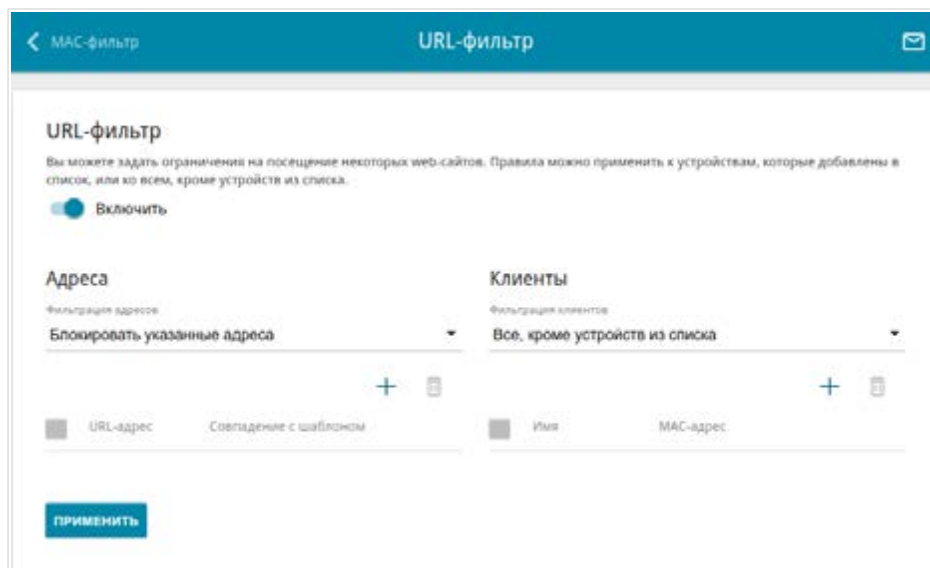 МАС-фильтр
URL-фильтр
URL-фильтр
Вы можете задать ограничения на посещение некоторых web-сайтов. Правила можно применить к устройствам, которые добавлены в
список, или ко всем, кроме устройств из списка.
Включить
Адреса
Клиенты
Фильтрация адресов
Фильтрация клиентов
Блокировать указанные адреса
Все, кроме устройств из списка
URL-адрес Совпадение с шаблоном
Имя МАС-адрес
ПРИМЕНИТЬ